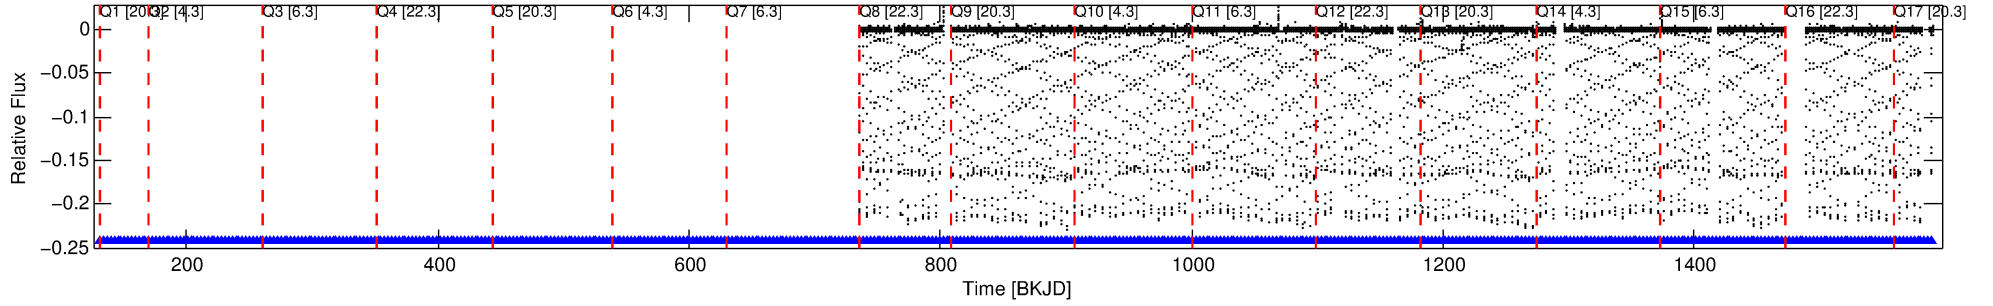 Q1 [20.3] Q2 [4.3] Q3 [6.3] Q4 [22.3] Q5 [20.3] Q6 [4.3] Q7 [6.3] Q8 [22.3] Q9 [20.3] Q10 [4.3] Q11 [6.3] Q12 [22.3] Q13 [20.3] Q14 [4.3] Q15 [6.3] Q16 [22.3] Q17 [20.3]
0
−0.05
−0.1
−0.15
−0.2
−0.25
Relative Flux
200 400 600 800 1000 1200 1400
Time [BKJD]